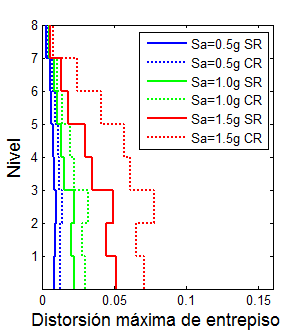 8
7
6
5
4
3
2
1
Nivel
Sa=0.5g SR
Sa=0.5g CR
Sa=1.0g SR
Sa=1.0g CR
Sa=1.5g SR
Sa=1.5g CR
0 0.05 0.1 0.15
Distorsión máxima de entrepiso